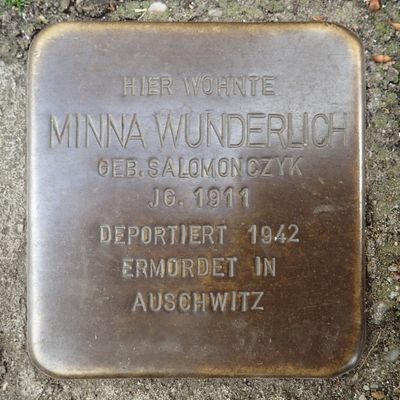 HIER WOHNTE
MINNA WUNDERLICH
GEB. SALOMONCZYK
JG. 1911
DEPORTIERT 1942
ERMORDET IN
AUSCHWITZ